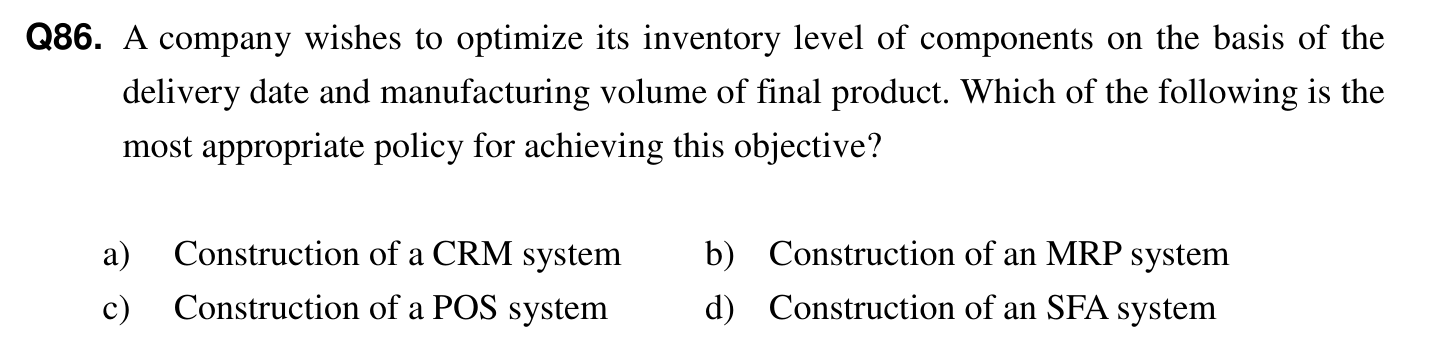 Q86. A company wishes to optimize its inventory level of components on the basis of the
delivery date and manufacturing volume of final product. Which of the following is the
most appropriate policy for achieving this objective?
a) Construction of a CRM system b) Construction of an MRP system
c) Construction of a POS system d) Construction of an SFA system